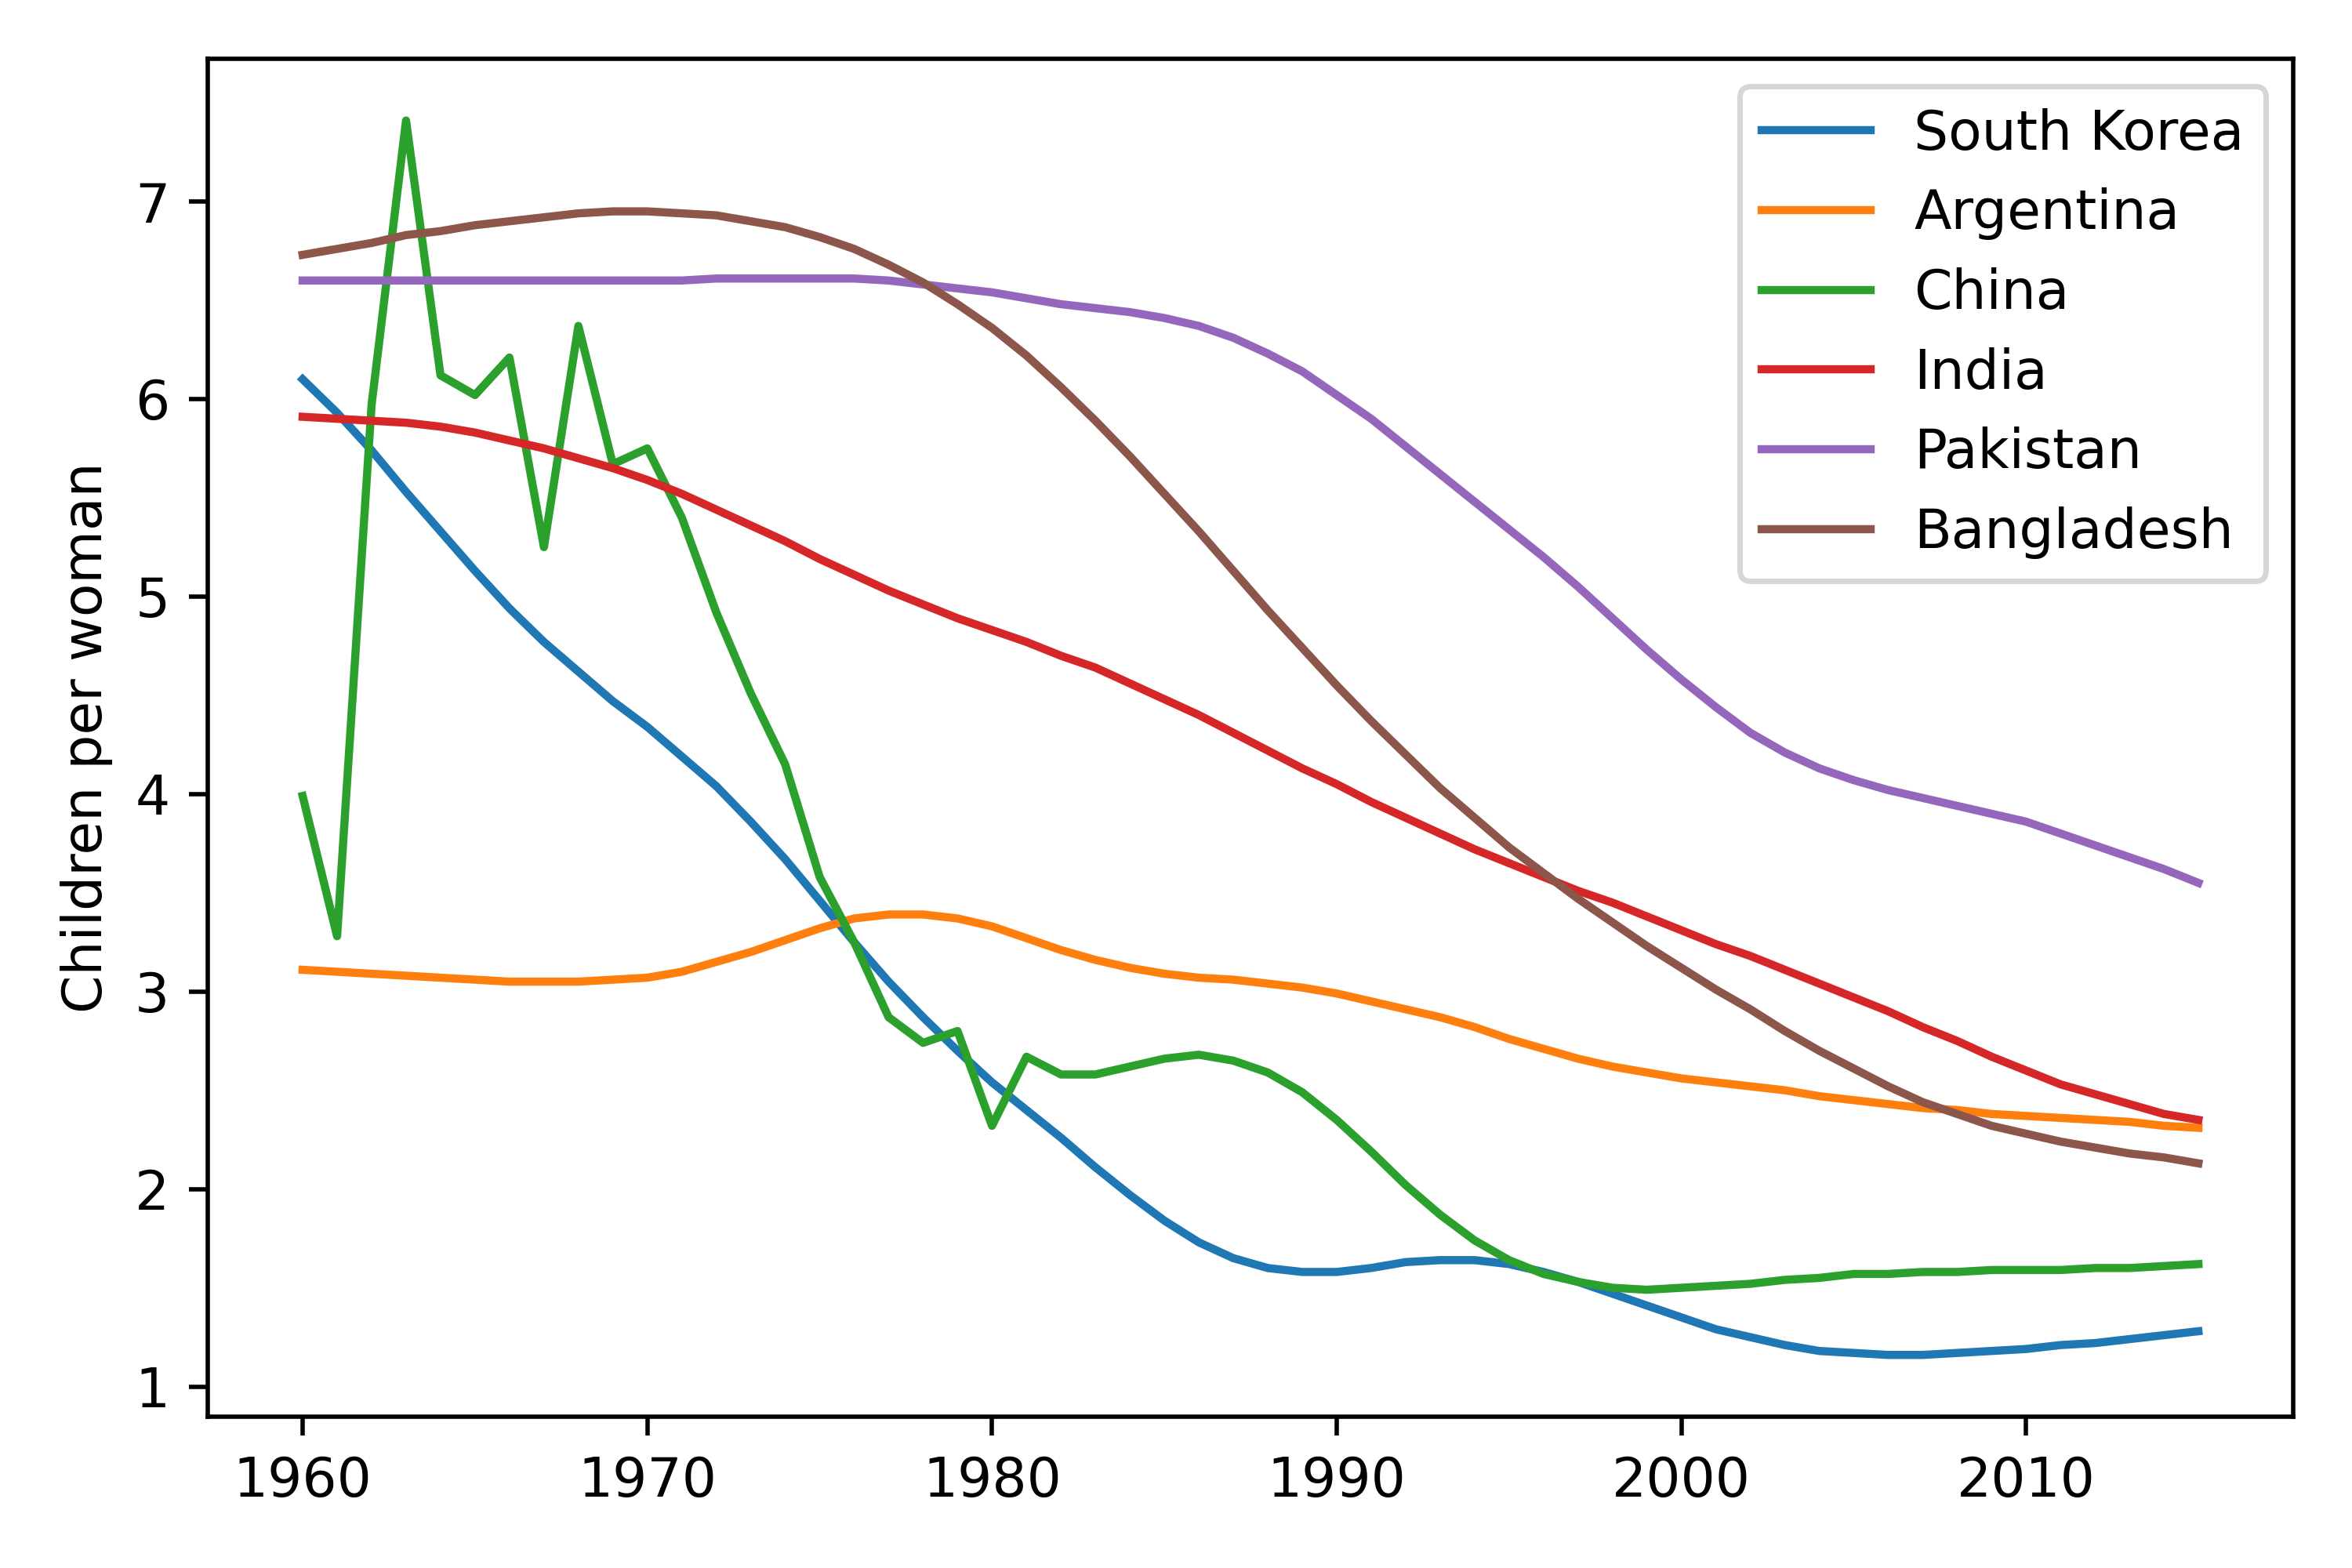 Children per woman
7
6
5
4
3
2
1
1960 1970 1980 1990 2000 2010
South Korea
Argentina
China
India
Pakistan
Bangladesh